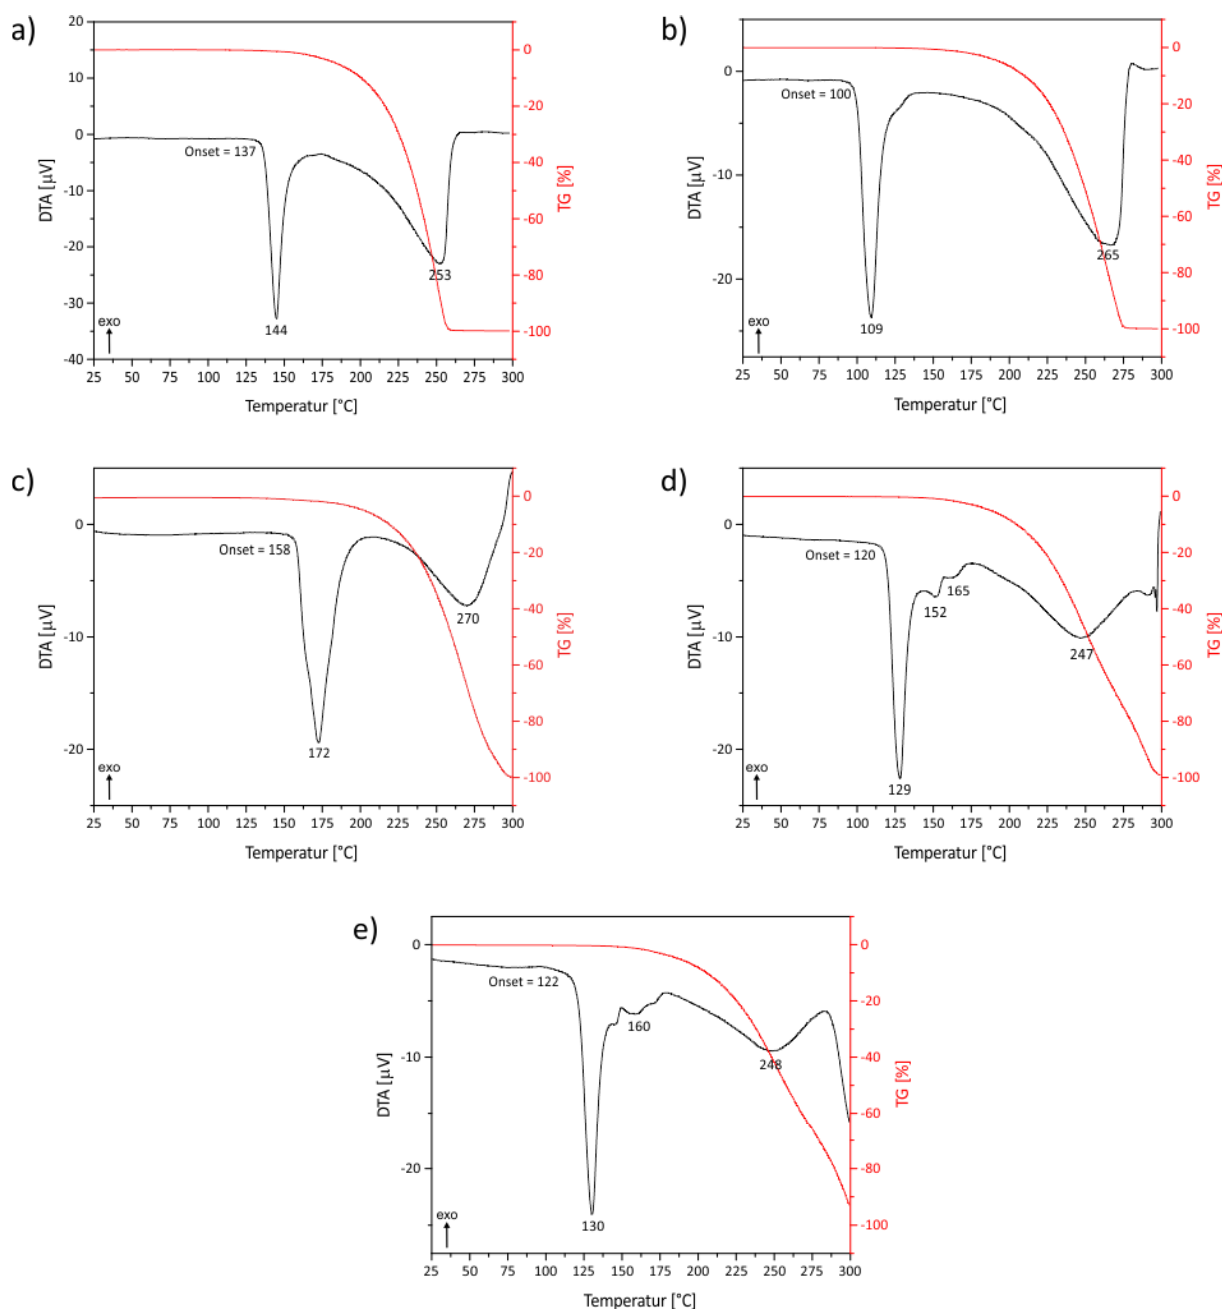 a)
20
10
0
-10
-20
-30
-40
DTA [µV]
Onset = 137
144
253
exo
0
-20
-40
-60
-80
-100
TG [%]
25 50 75 100 125 150 175 200 225 250 275 300
Temperatur [°C]
b)
0
-10
-20
DTA [µV]
Onset = 100
109
265
exo
0
-20
-40
-60
-80
-100
TG [%]
25 50 75 100 125 150 175 200 225 250 275 300
Temperatur [°C]
c)
0
-10
-20
DTA [µV]
Onset = 158
172
270
exo
0
-20
-40
-60
-80
-100
TG [%]
25 50 75 100 125 150 175 200 225 250 275 300
Temperatur [°C]
d)
0
-10
-20
DTA [µV]
Onset = 120
129
152
165
247
exo
0
-20
-40
-60
-80
-100
TG [%]
25 50 75 100 125 150 175 200 225 250 275 300
Temperatur [°C]
e)
0
-10
-20
DTA [µV]
Onset = 122
130
160
248
exo
0
-20
-40
-60
-80
-100
TG [%]
25 50 75 100 125 150 175 200 225 250 275 300
Temperatur [°C]